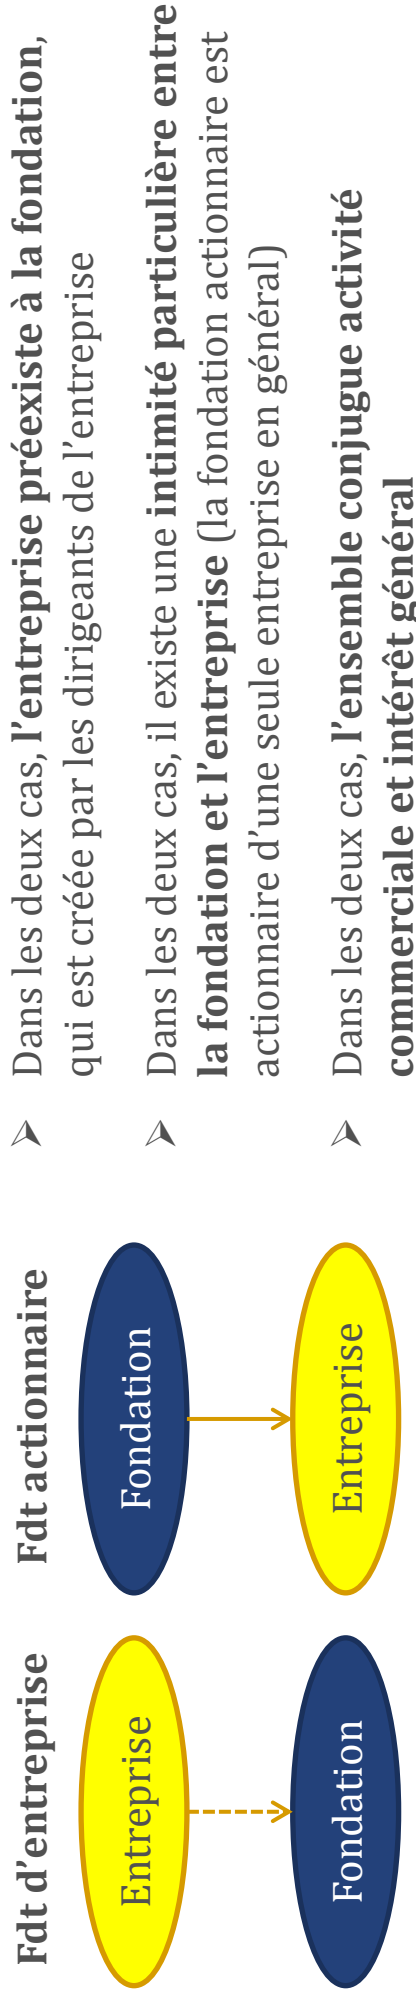 Fdt d’entreprise
Entreprise
Fondation
Fdt actionnaire
Fondation
Entreprise
➢ Dans les deux cas, l’entreprise préexiste à la fondation,
qui est créée par les dirigeants de l’entreprise
➢ Dans les deux cas, il existe une intimité particulière entre
la fondation et l’entreprise (la fondation actionnaire est
actionnaire d’une seule entreprise en général)
➢ Dans les deux cas, l’ensemble conjugue activité
commerciale et intérêt général